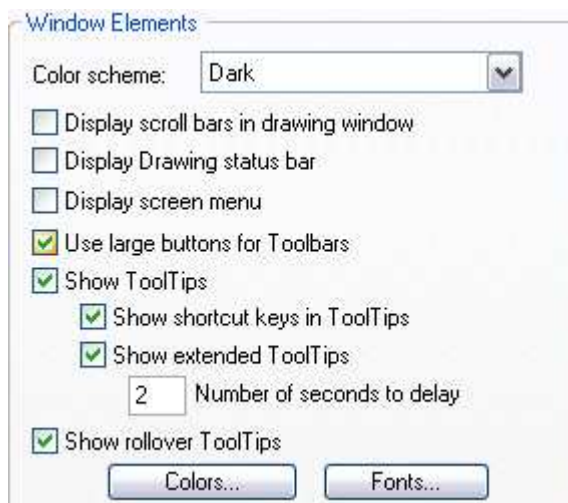 Window Elements
Color scheme: Dark
Display scroll bars in drawing window
Display Drawing status bar
Display screen menu
Use large buttons for Toolbars
Show ToolTips
Show shortcut keys in ToolTips
Show extended ToolTips
2 Number of seconds to delay
Show rollover ToolTips
Colors... Fonts...